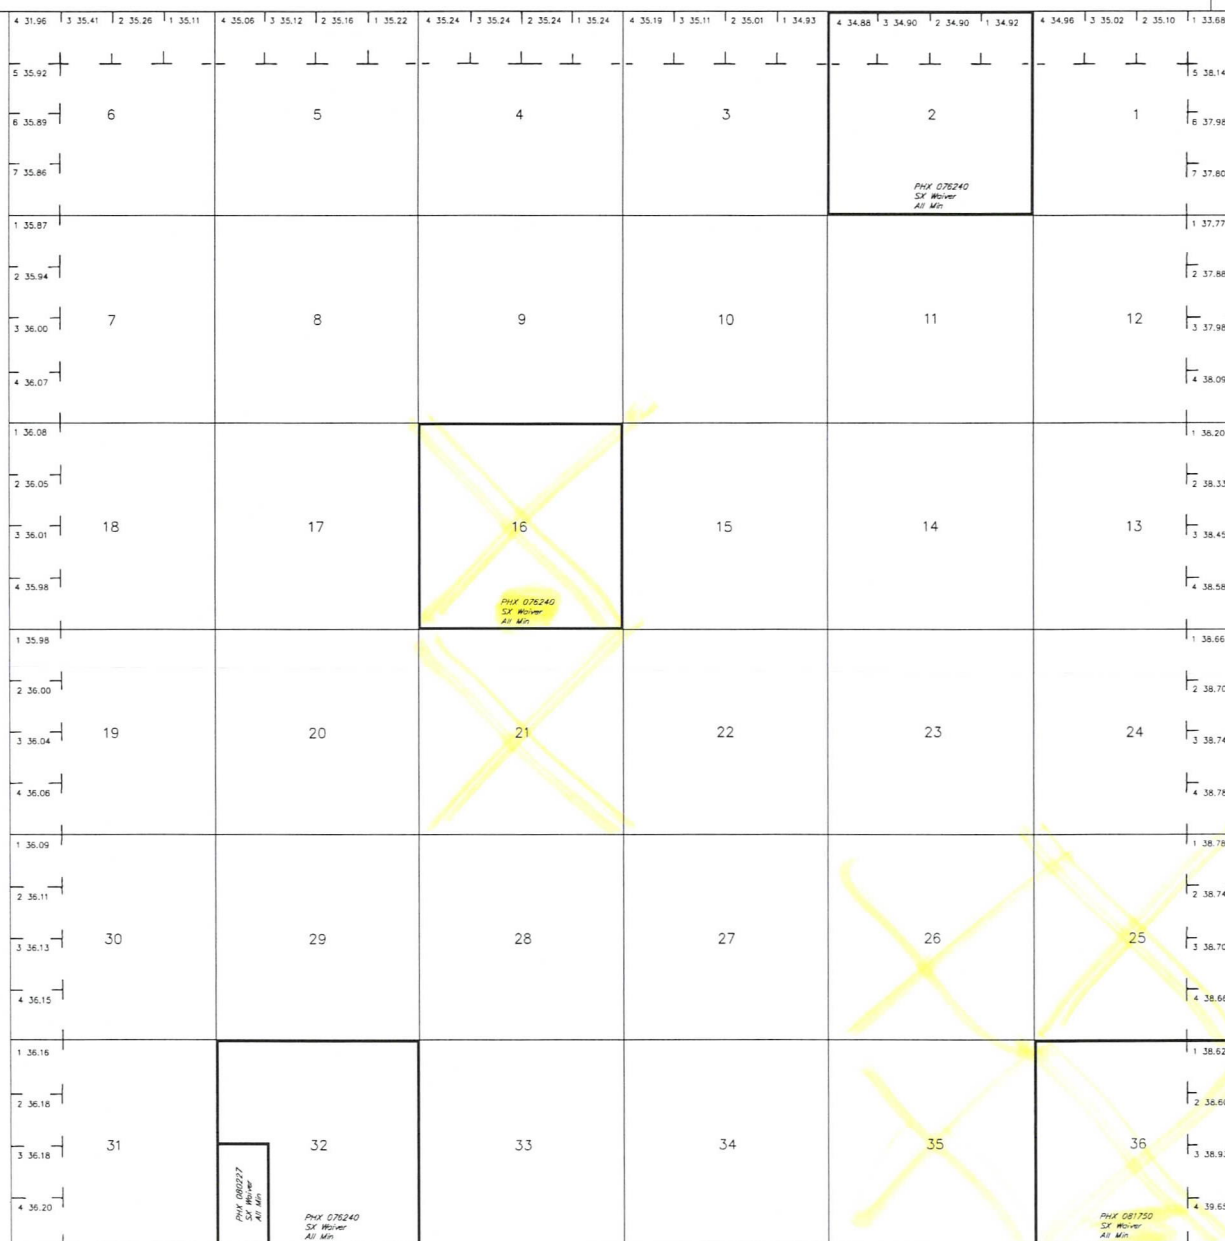 4 31.96 3 35.41 2 35.26 1 35.11 4 35.06 3 35.12 2 35.16 1 35.22 4 35.24 3 35.24 2 35.24 1 35.24 4 35.19 3 35.11 2 35.01 1 34.93 4 34.88 3 34.90 2 34.90 1 34.92 4 34.96 3 35.02 2 35.10 1 33.68
5 35.92 5 38.14
6 35.89 6 5 4 3 2 1 6 37.98
7 35.86 7 37.80
PHX 076240
SX Waiver
All Min
1 35.87 1 37.77
2 35.94 2 37.88
3 36.00 7 8 9 10 11 12 3 37.98
4 36.07 4 38.09
1 36.08 1 38.20
2 36.05 2 38.33
3 36.01 18 17 16 15 14 13 3 38.45
4 35.98 4 38.58
PHX 076240
SX Waiver
All Min
1 35.98 1 38.66
2 36.00 2 38.70
3 36.04 19 20 21 22 23 24 3 38.74
4 36.06 4 38.78
1 36.09 1 38.78
2 36.11 2 38.74
3 36.13 30 29 28 27 26 25 3 38.70
4 36.15 4 38.66
1 36.16 1 38.62
2 36.18 2 38.60
3 36.18 31 32 33 34 35 36 3 38.93
4 36.20 4 39.65
PHX 080227
SX Waiver
All Min
PHX 076240
SX Waiver
All Min
PHX 081750
SX Waiver
All Min